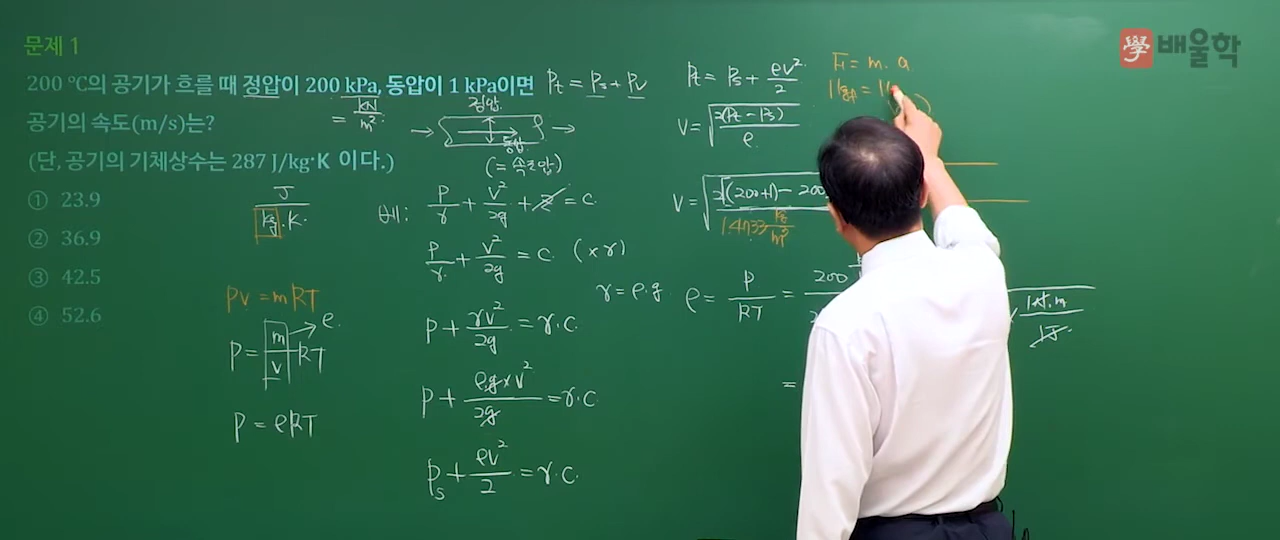 문제 1
200 ℃의 공기가 흐를 때 정압이 200 kPa, 동압이 1 kPa이면
공기의 속도(m/s)는?
(단, 공기의 기체상수는 287 J/kg·K 이다.)
① 23.9
② 36.9
③ 42.5
④ 52.6
學 배울학
Pt = Ps + Pv
= kN/m²
정압
동압
(= 속도압)
J/kg·K
PV = mRT
P = m/V RT
ρ
P = ρRT
베:
P/γ + V²/2g + Z = C
P/γ + V²/2g = C (×γ)
P + γV²/2g = γ·C
γ = ρ·g
P + ρ·g×V²/2g = γ·C
Ps + ρV²/2 = γ·C
Pt = Ps + ρV²/2
V = √2(Pt − Ps)/ρ
V = √2((200+1) − 200
1.4733 kg/m³
ρ = P/RT = 200
=
F = m·a
1kN·m